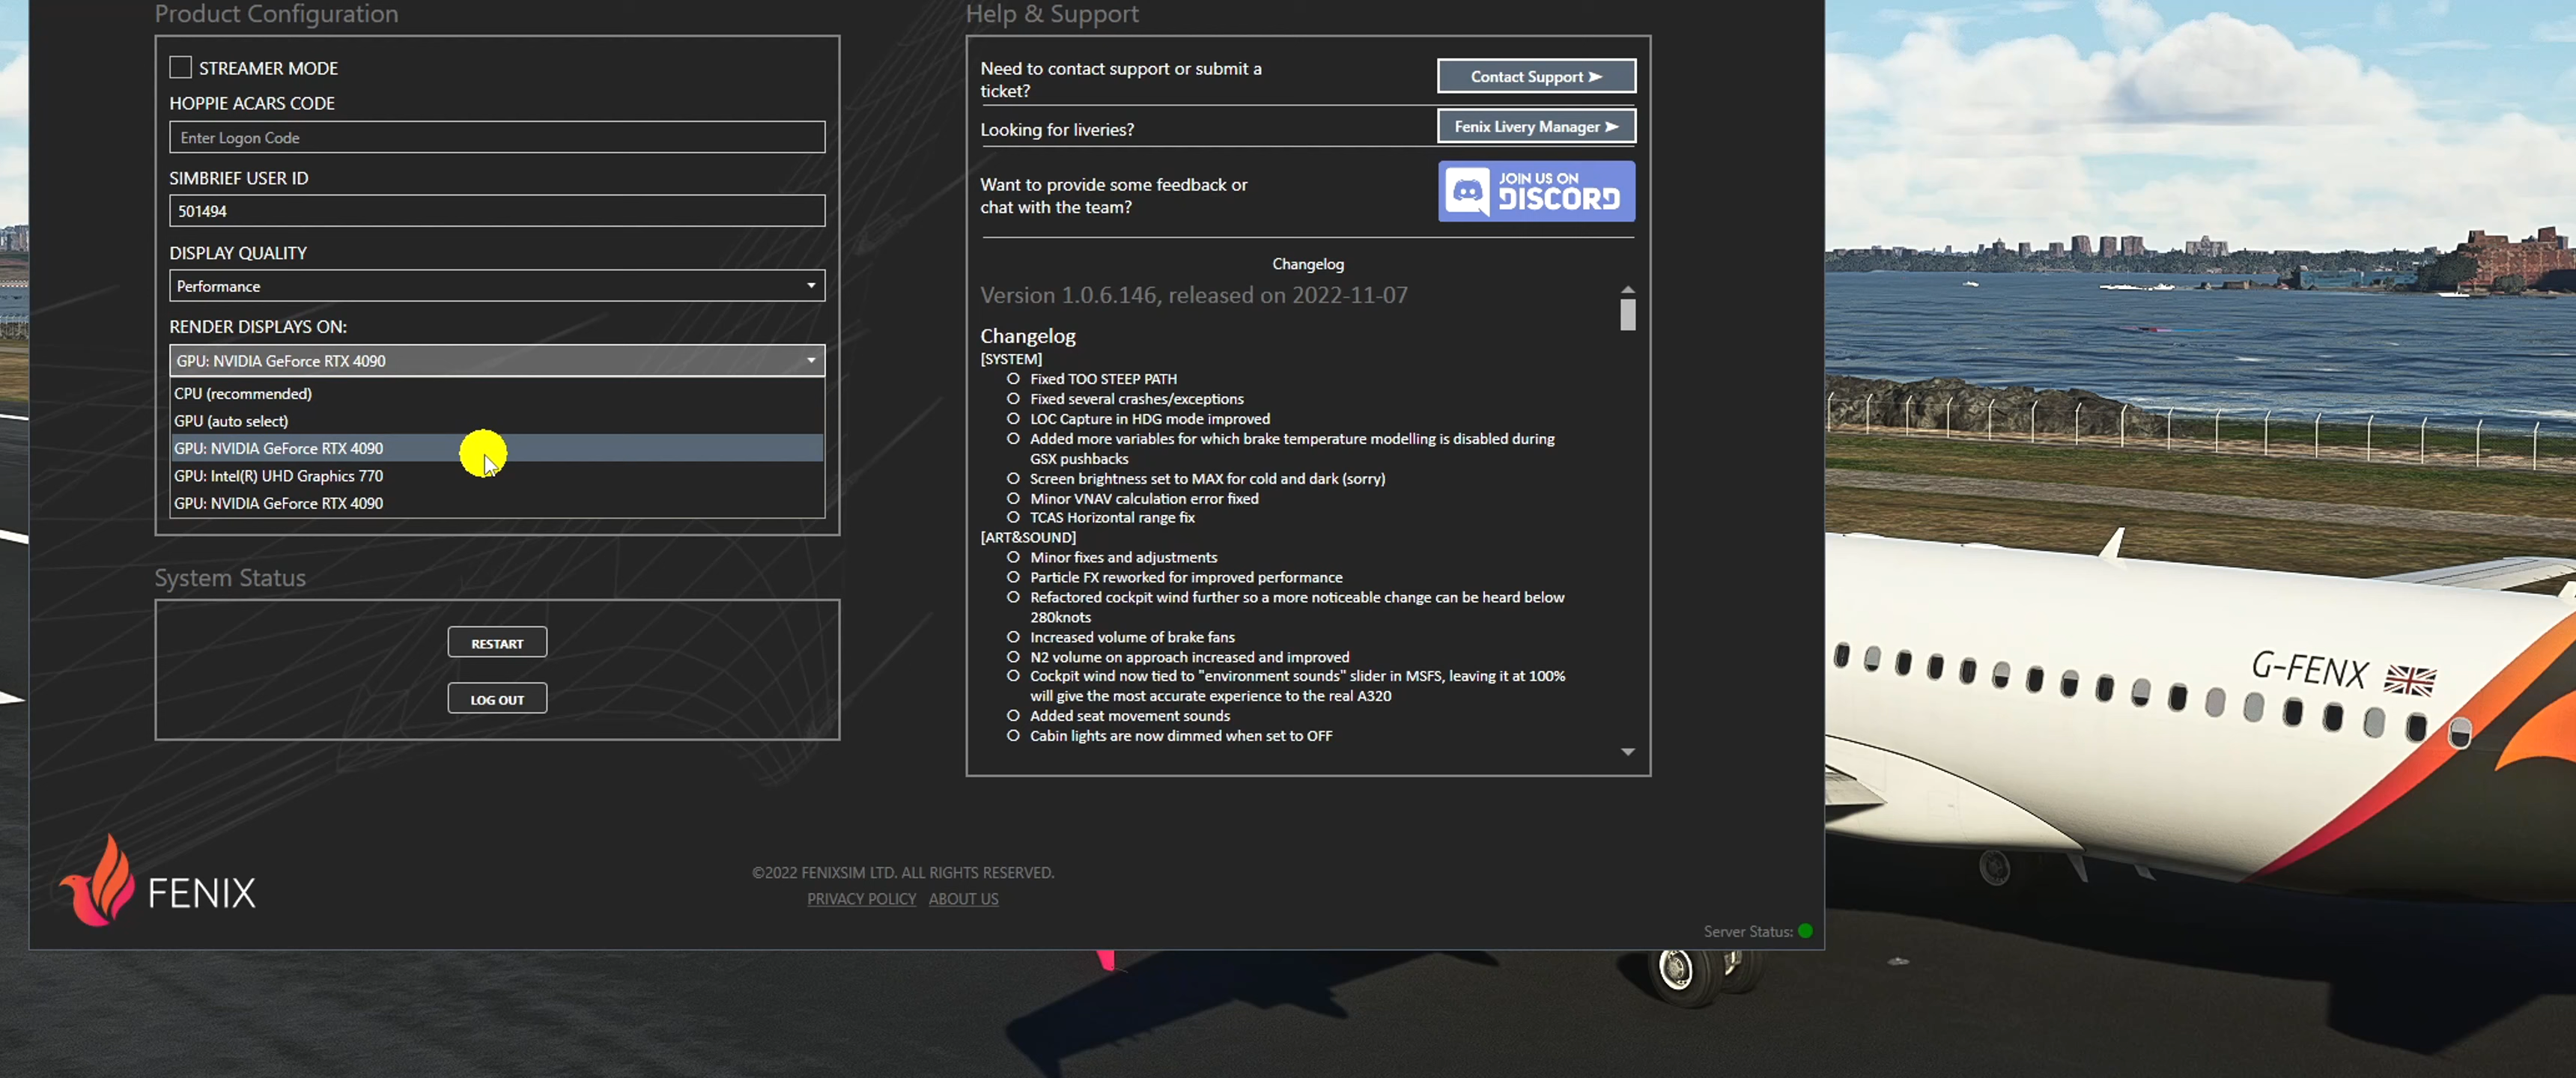 Product Configuration
STREAMER MODE
HOPPIE ACARS CODE
Enter Logon Code
SIMBRIEF USER ID
501494
DISPLAY QUALITY
Performance
RENDER DISPLAYS ON:
GPU: NVIDIA GeForce RTX 4090
CPU (recommended)
GPU (auto select)
GPU: NVIDIA GeForce RTX 4090
GPU: Intel(R) UHD Graphics 770
GPU: NVIDIA GeForce RTX 4090
System Status
RESTART
LOG OUT
Help & Support
Need to contact support or submit a
ticket?
Contact Support ➤
Looking for liveries?
Fenix Livery Manager ➤
Want to provide some feedback or
chat with the team?
JOIN US ON
DISCORD
Changelog
Version 1.0.6.146, released on 2022-11-07
Changelog
[SYSTEM]
Fixed TOO STEEP PATH
Fixed several crashes/exceptions
LOC Capture in HDG mode improved
Added more variables for which brake temperature modelling is disabled during
GSX pushbacks
Screen brightness set to MAX for cold and dark (sorry)
Minor VNAV calculation error fixed
TCAS Horizontal range fix
[ART&SOUND]
Minor fixes and adjustments
Particle FX reworked for improved performance
Refactored cockpit wind further so a more noticeable change can be heard below
280knots
Increased volume of brake fans
N2 volume on approach increased and improved
Cockpit wind now tied to "environment sounds" slider in MSFS, leaving it at 100%
will give the most accurate experience to the real A320
Added seat movement sounds
Cabin lights are now dimmed when set to OFF
G-FENX
FENIX
©2022 FENIXSIM LTD. ALL RIGHTS RESERVED.
PRIVACY POLICY ABOUT US
Server Status: